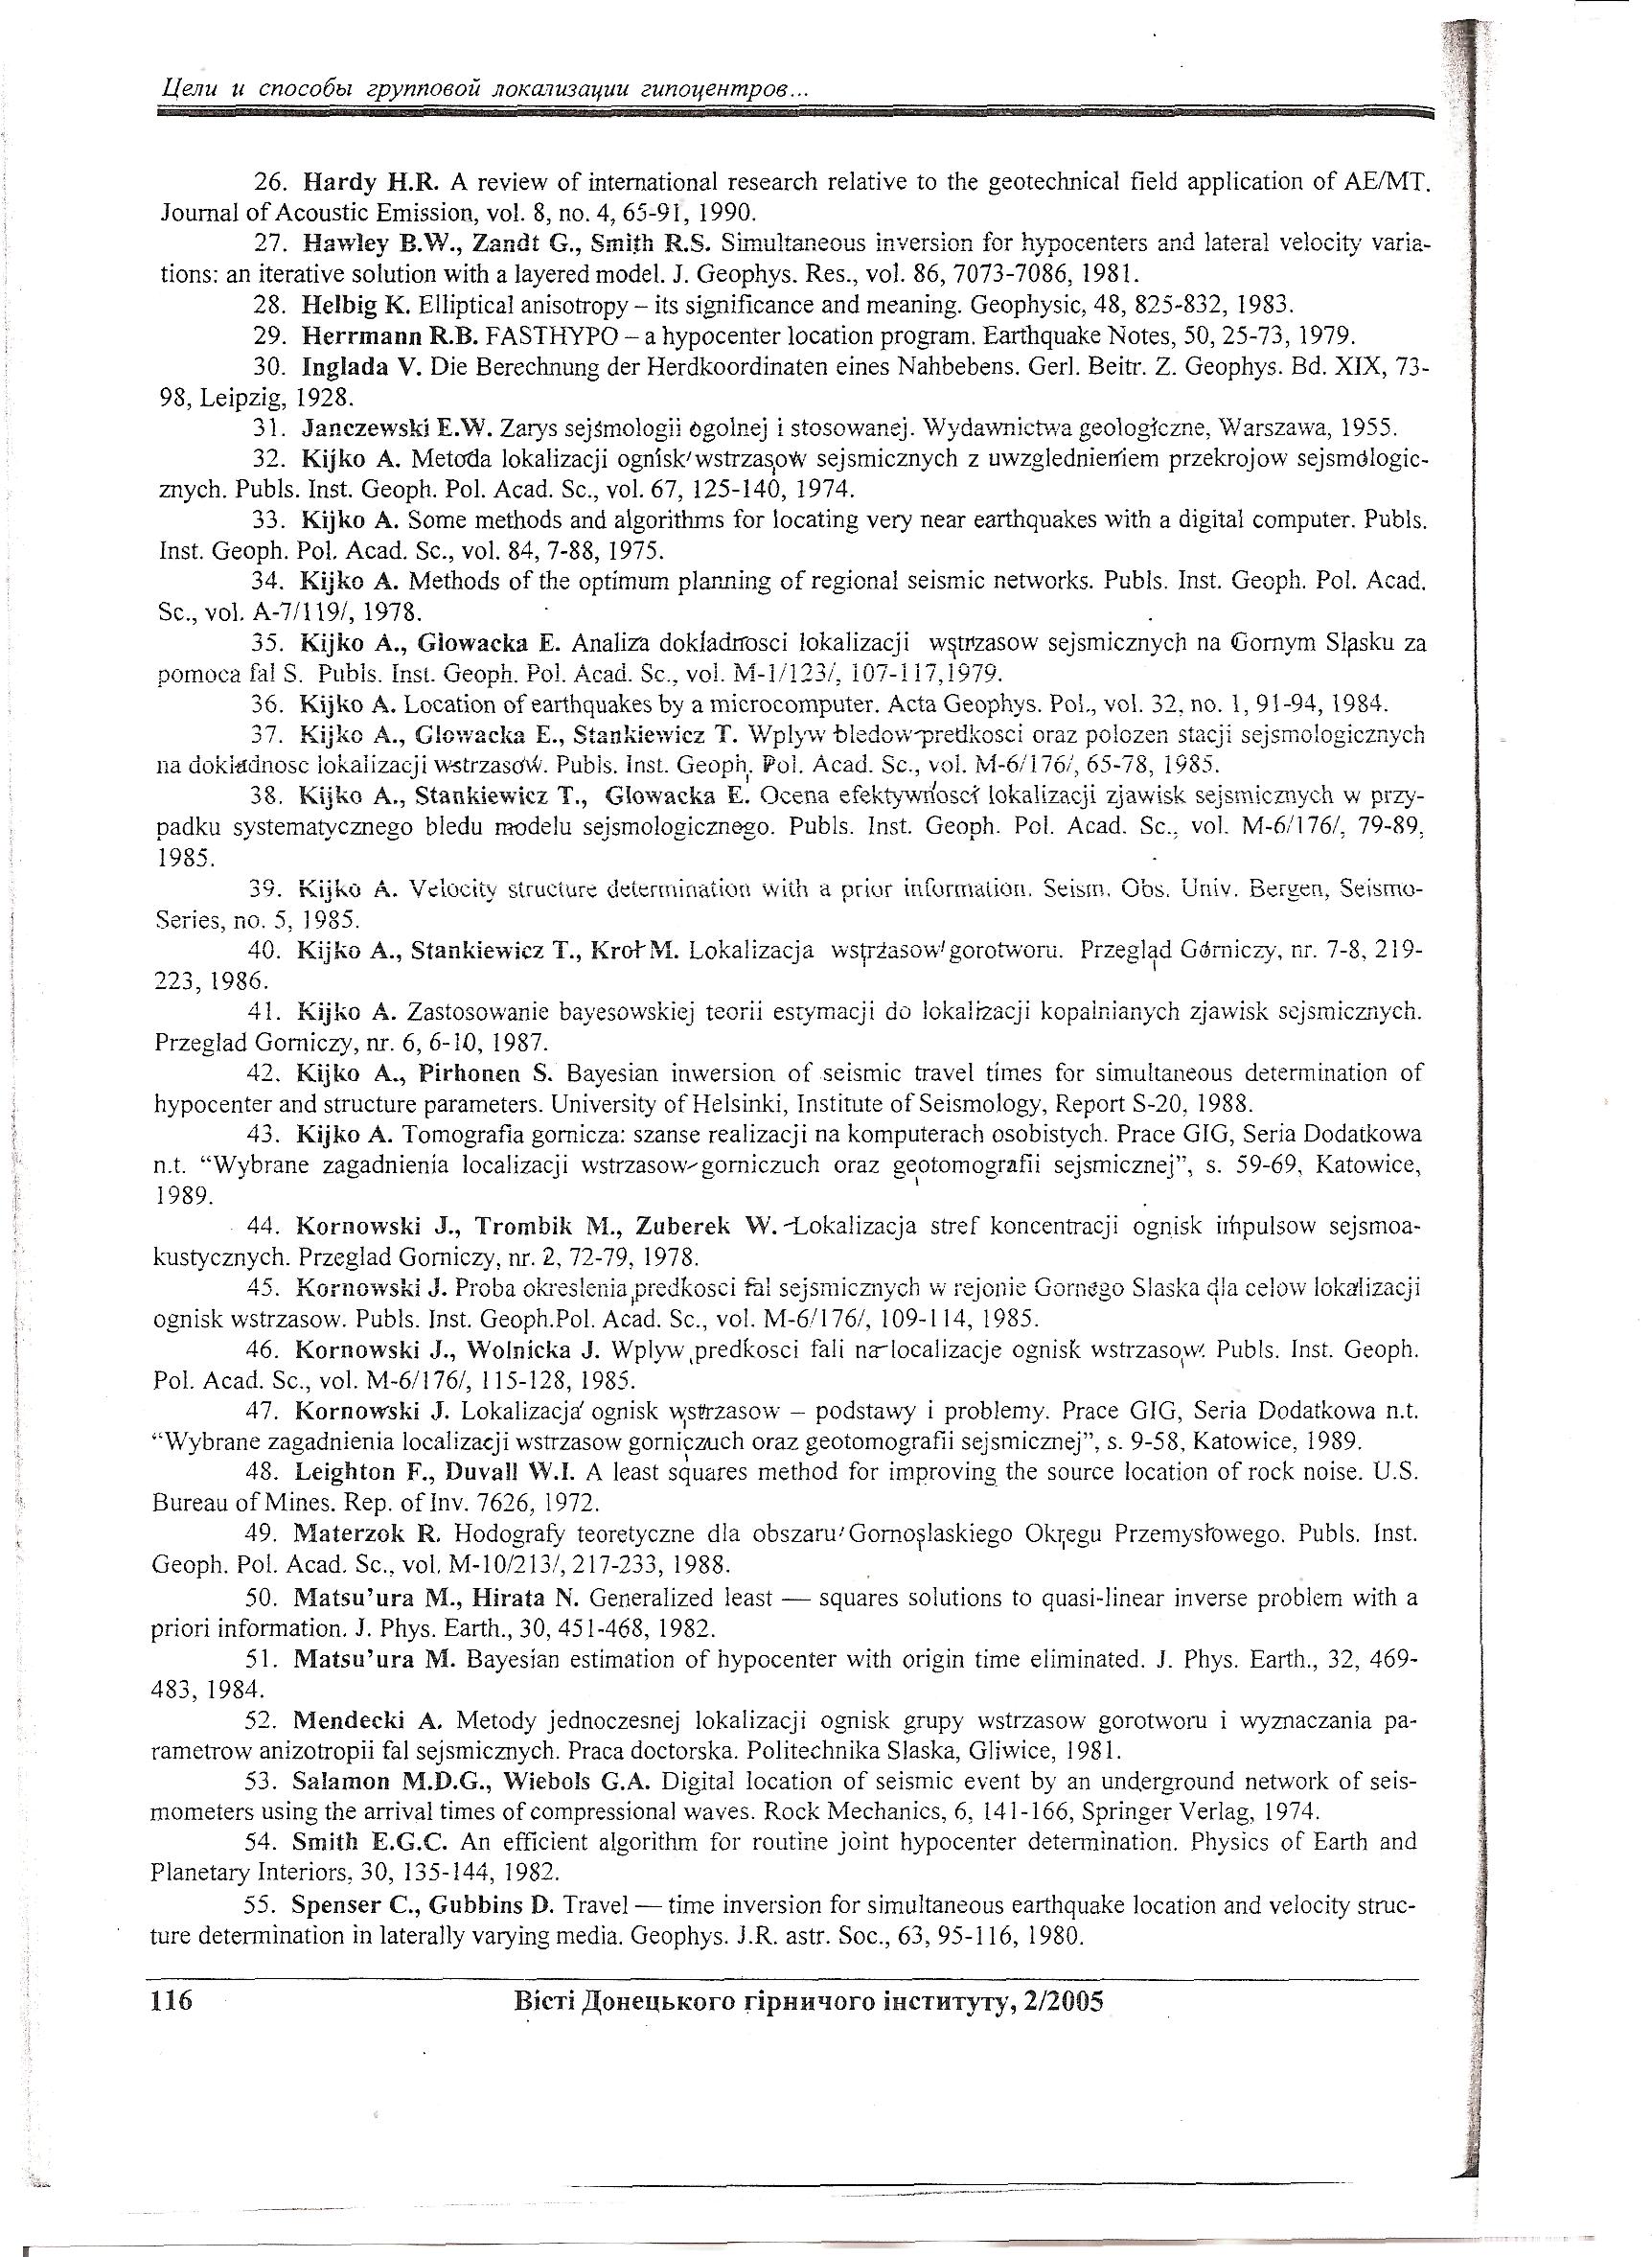 Цели и способы групповой локализации гипоцентров...
26. Hardy H.R. A review of international research relative to the geotechnical field application of AE/MT.
Journal of Acoustic Emission, vol. 8, no. 4, 65-91, 1990.
27. Hawley B.W., Zandt G., Smith R.S. Simultaneous inversion for hypocenters and lateral velocity varia-
tions: an iterative solution with a layered model. J. Geophys. Res., vol. 86, 7073-7086, 1981.
28. Helbig K. Elliptical anisotropy – its significance and meaning. Geophysic, 48, 825-832, 1983.
29. Herrmann R.B. FASTHYPO – a hypocenter location program. Earthquake Notes, 50, 25-73, 1979.
30. Inglada V. Die Berechnung der Herdkoordinaten eines Nahbebens. Gerl. Beitr. Z. Geophys. Bd. XIX, 73-
98, Leipzig, 1928.
31. Janczewski E.W. Zarys sejsmologii ogolnej i stosowanej. Wydawnictwa geologiczne, Warszawa, 1955.
32. Kijko A. Metoda lokalizacji ognisk wstrzasow sejsmicznych z uwzglednieniem przekrojow sejsmologic-
znych. Publs. Inst. Geoph. Pol. Acad. Sc., vol. 67, 125-140, 1974.
33. Kijko A. Some methods and algorithms for locating very near earthquakes with a digital computer. Publs.
Inst. Geoph. Pol. Acad. Sc., vol. 84, 7-88, 1975.
34. Kijko A. Methods of the optimum planning of regional seismic networks. Publs. Inst. Geoph. Pol. Acad.
Sc., vol. A-7/119/, 1978.
35. Kijko A., Glowacka E. Analiza dokladnosci lokalizacji wstrzasow sejsmicznych na Gornym Slasku za
pomoca fal S. Publs. Inst. Geoph. Pol. Acad. Sc., vol. M-1/123/, 107-117,1979.
36. Kijko A. Location of earthquakes by a microcomputer. Acta Geophys. Pol., vol. 32, no. 1, 91-94, 1984.
37. Kijko A., Glowacka E., Stankiewicz T. Wplyw bledow predkosci oraz polozen stacji sejsmologicznych
na dokladnosc lokalizacji wstrzasow. Publs. Inst. Geoph. Pol. Acad. Sc., vol. M-6/176/, 65-78, 1985.
38. Kijko A., Stankiewicz T., Glowacka E. Ocena efektywnosci lokalizacji zjawisk sejsmicznych w przy-
padku systematycznego bledu modelu sejsmologicznego. Publs. Inst. Geoph. Pol. Acad. Sc., vol. M-6/176/, 79-89,
1985.
39. Kijko A. Velocity structure determination with a prior information. Seism. Obs. Univ. Bergen, Seismo-
Series, no. 5, 1985.
40. Kijko A., Stankiewicz T., Kroł M. Lokalizacja wstrząsow gorotworu. Przegląd Górniczy, nr. 7-8, 219-
223, 1986.
41. Kijko A. Zastosowanie bayesowskiej teorii estymacji do lokalizacji kopalnianych zjawisk sejsmicznych.
Przeglad Gorniczy, nr. 6, 6-10, 1987.
42. Kijko A., Pirhonen S. Bayesian inwersion of seismic travel times for simultaneous determination of
hypocenter and structure parameters. University of Helsinki, Institute of Seismology, Report S-20, 1988.
43. Kijko A. Tomografia gornicza: szanse realizacji na komputerach osobistych. Prace GIG, Seria Dodatkowa
n.t. “Wybrane zagadnienia localizacji wstrzasow gorniczuch oraz geotomografii sejsmicznej”, s. 59-69, Katowice,
1989.
44. Kornowski J., Trombik M., Zuberek W. Lokalizacja stref koncentracji ognisk impulsow sejsmoa-
kustycznych. Przeglad Gorniczy, nr. 2, 72-79, 1978.
45. Kornowski J. Proba okreslenia predkosci fal sejsmicznych w rejonie Gornego Slaska dla celow lokalizacji
ognisk wstrzasow. Publs. Inst. Geoph.Pol. Acad. Sc., vol. M-6/176/, 109-114, 1985.
46. Kornowski J., Wolnicka J. Wplyw predkosci fali na localizacje ognisk wstrzasow. Publs. Inst. Geoph.
Pol. Acad. Sc., vol. M-6/176/, 115-128, 1985.
47. Kornowski J. Lokalizacja ognisk wstrzasow – podstawy i problemy. Prace GIG, Seria Dodatkowa n.t.
“Wybrane zagadnienia localizacji wstrzasow gorniczuch oraz geotomografii sejsmicznej”, s. 9-58, Katowice, 1989.
48. Leighton F., Duvall W.I. A least squares method for improving the source location of rock noise. U.S.
Bureau of Mines. Rep. of Inv. 7626, 1972.
49. Materzok R. Hodografy teoretyczne dla obszaru Gornoslaskiego Okręgu Przemysłowego. Publs. Inst.
Geoph. Pol. Acad. Sc., vol. M-10/213/, 217-233, 1988.
50. Matsu’ura M., Hirata N. Generalized least — squares solutions to quasi-linear inverse problem with a
priori information. J. Phys. Earth., 30, 451-468, 1982.
51. Matsu’ura M. Bayesian estimation of hypocenter with origin time eliminated. J. Phys. Earth., 32, 469-
483, 1984.
52. Mendecki A. Metody jednoczesnej lokalizacji ognisk grupy wstrzasow gorotworu i wyznaczania pa-
rametrow anizotropii fal sejsmicznych. Praca doctorska. Politechnika Slaska, Gliwice, 1981.
53. Salamon M.D.G., Wiebols G.A. Digital location of seismic event by an underground network of seis-
mometers using the arrival times of compressional waves. Rock Mechanics, 6, 141-166, Springer Verlag, 1974.
54. Smith E.G.C. An efficient algorithm for routine joint hypocenter determination. Physics of Earth and
Planetary Interiors, 30, 135-144, 1982.
55. Spenser C., Gubbins D. Travel — time inversion for simultaneous earthquake location and velocity struc-
ture determination in laterally varying media. Geophys. J.R. astr. Soc., 63, 95-116, 1980.
116 Вісті Донецького гірничого інституту, 2/2005